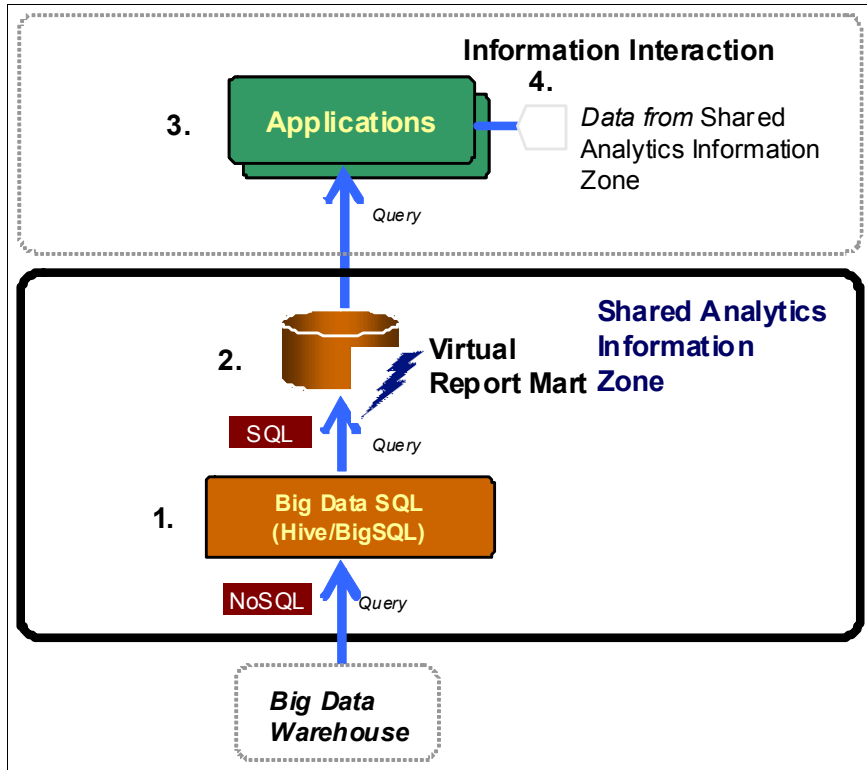 Information Interaction
4.
3.
Applications
Data from Shared
Analytics Information
Zone
Query
Shared Analytics
Information
Zone
2.
Virtual
Report Mart
SQL
Query
1.
Big Data SQL
(Hive/BigSQL)
NoSQL
Query
Big Data
Warehouse